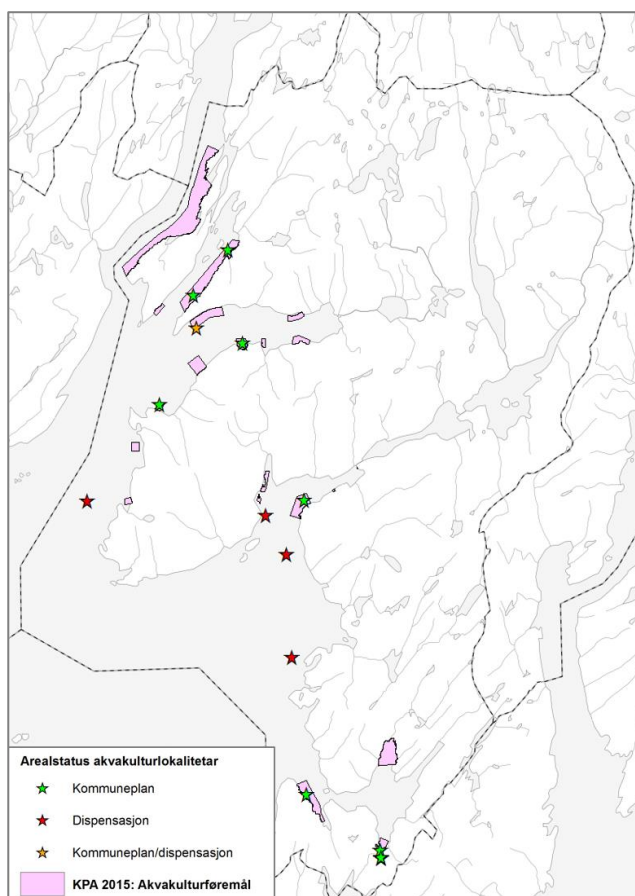 Arealstatus akvakulturlokalitetar
Kommuneplan
Dispensasjon
Kommuneplan/dispensasjon
KPA 2015: Akvakulturføremål